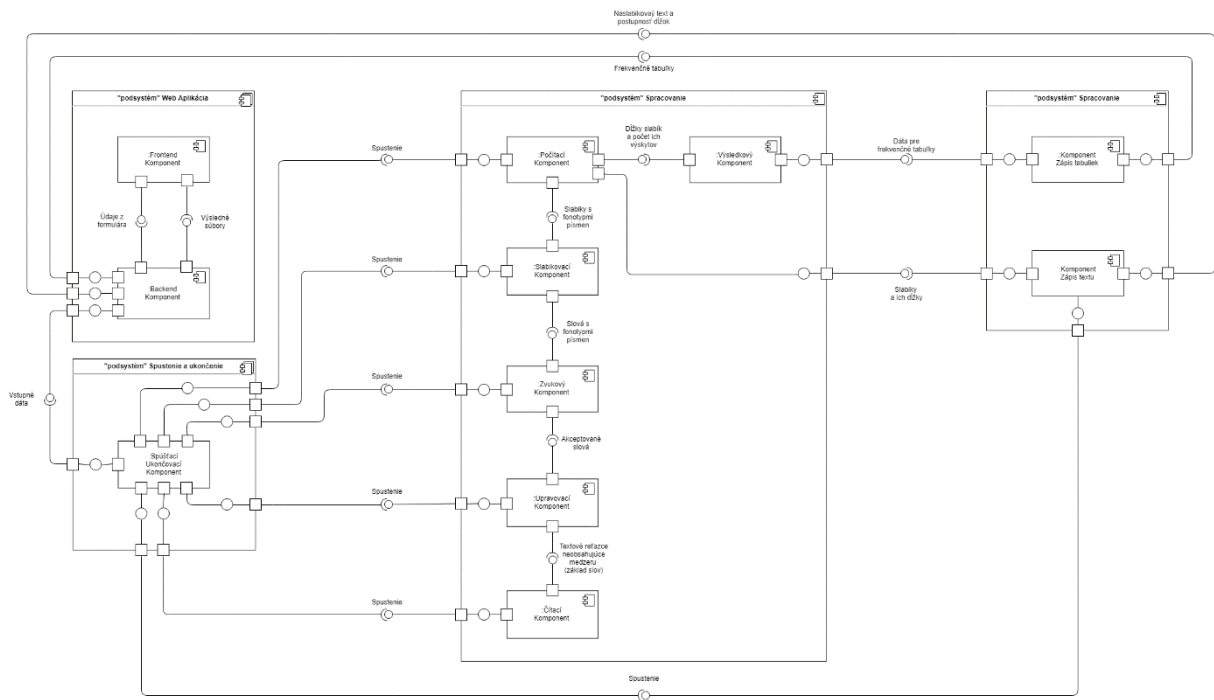 Naslabikovaný text a
postupnosť dĺžok
Frekvenčné tabuľky
"podsystém" Web Aplikácia
:Frontend
Komponent
Údaje z
formulára
Výsledné
súbory
:Backend
Komponent
"podsystém" Spustenie a ukončenie
Vstupné
dáta
:Spúšťací
Ukončovací
Komponent
Spustenie
Spustenie
Spustenie
Spustenie
Spustenie
"podsystém" Spracovanie
:Počítací
Komponent
Dĺžky slabík
a počet ich
výskytov
:Výsledkový
Komponent
Slabiky s
fonotypmi
písmen
:Slabikovací
Komponent
Slová s
fonotypmi
písmen
:Zvukový
Komponent
Akceptované
slová
:Upravovací
Komponent
Textové reťazce
neobsahujúce
medzeru
(základ slov)
:Čítací
Komponent
Dáta pre
frekvenčné tabuľky
Slabiky
a ich dĺžky
"podsystém" Spracovanie
:Komponent
Zápis tabuliek
:Komponent
Zápis textu
Spustenie